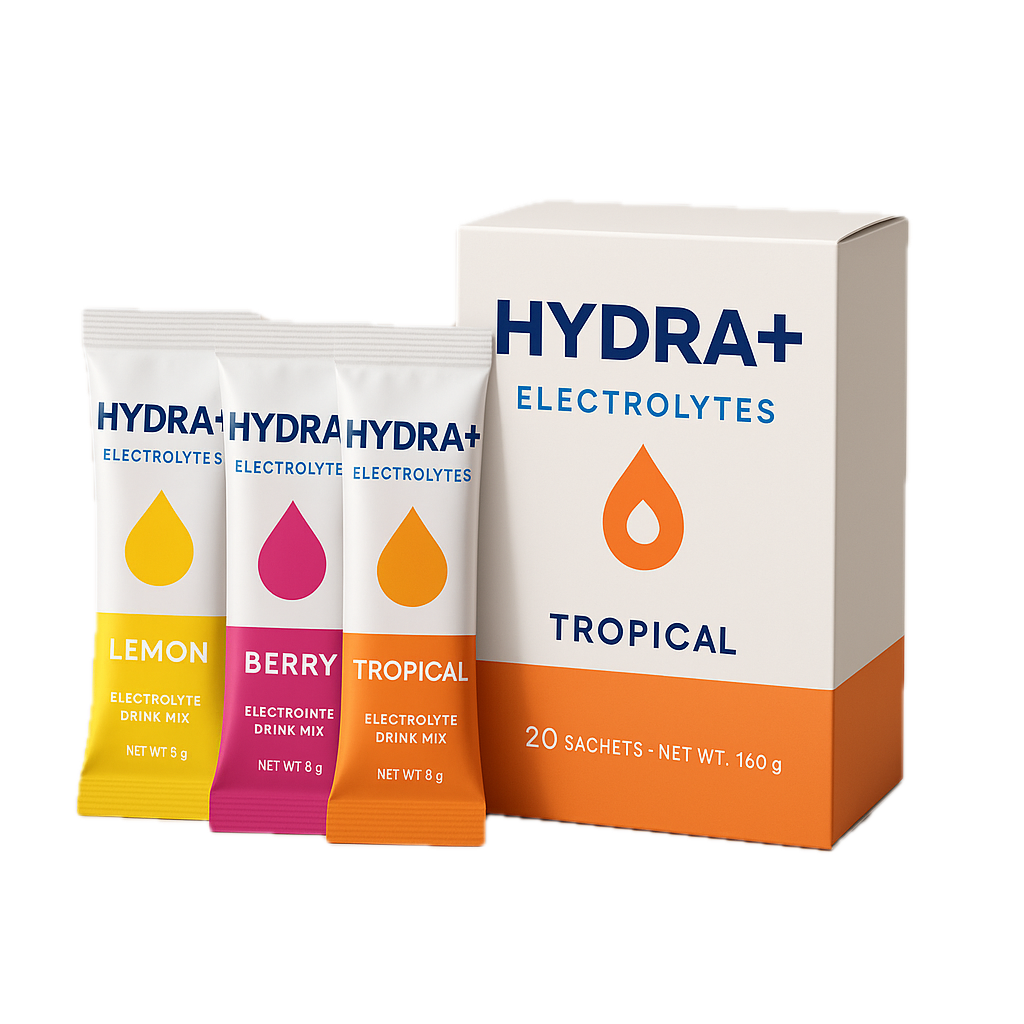 HYDRA+
ELECTROLYTES
LEMON
ELECTROLYTE
DRINK MIX
NET WT 5 g
HYDRA
ELECTROLYTE
BERRY
ELECTROINTE
DRINK MIX
NET WT 8 g
HYDRA+
ELECTROLYTES
TROPICAL
ELECTROLYTE
DRINK MIX
NET WT 8 g
HYDRA+
ELECTROLYTES
TROPICAL
20 SACHETS - NET WT. 160 g